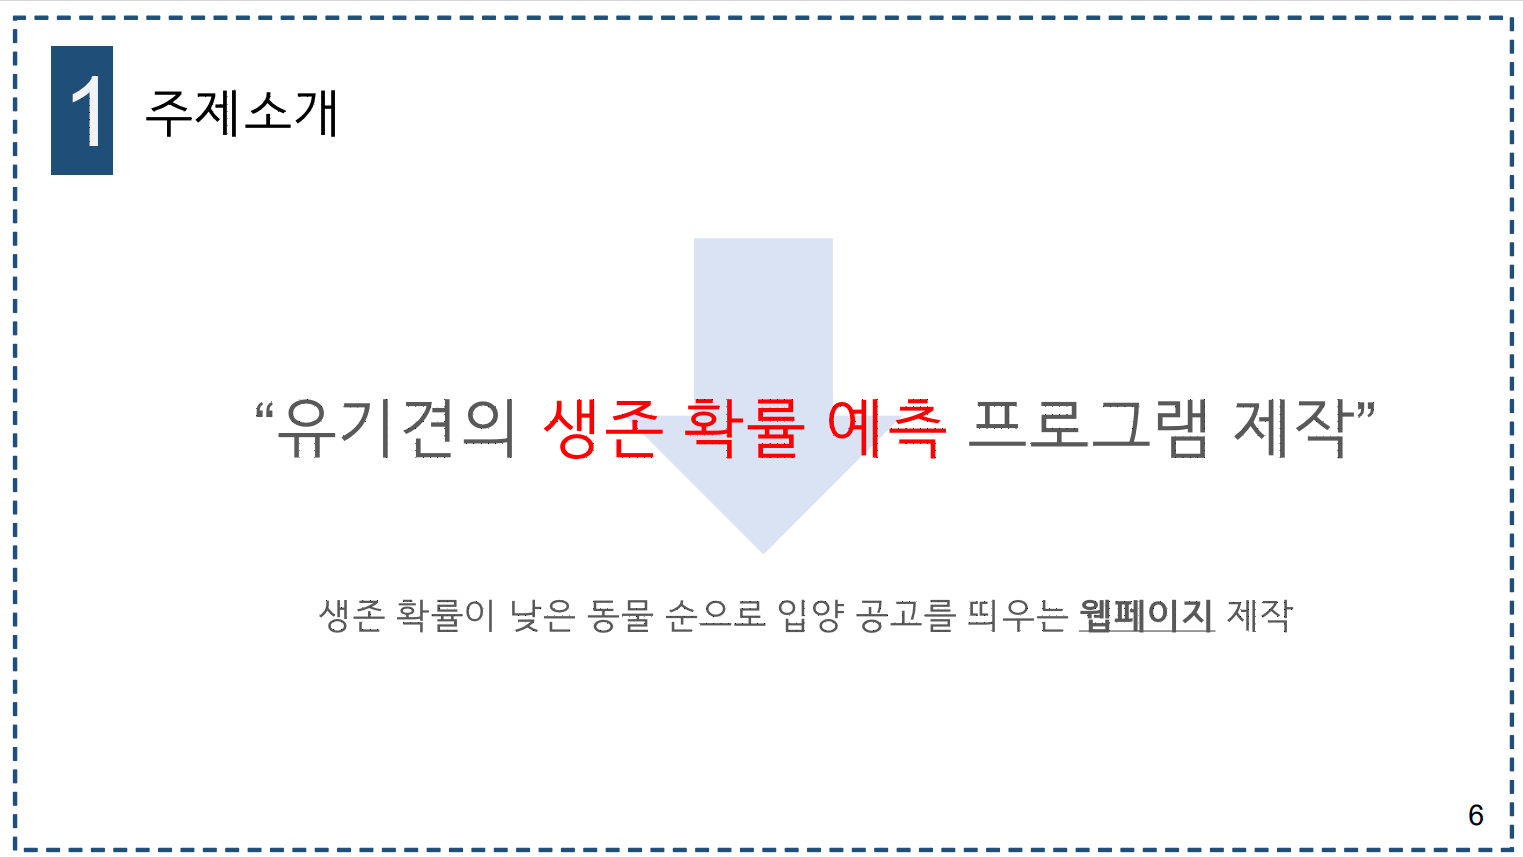 1 주제소개
“유기견의 생존 확률 예측 프로그램 제작”
생존 확률이 낮은 동물 순으로 입양 공고를 띄우는 웹페이지 제작
6